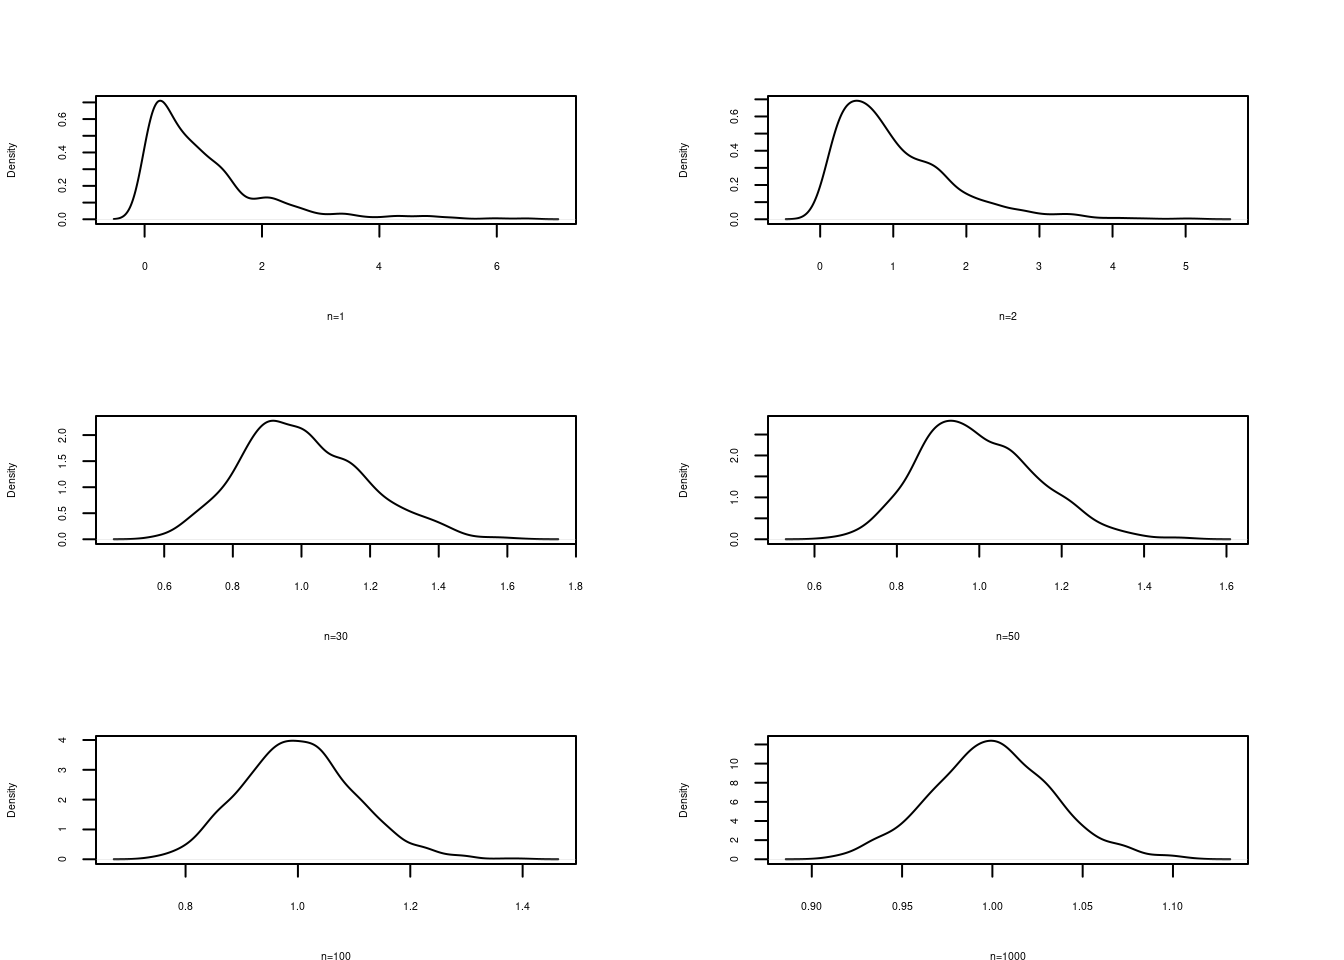 Density
0.0 0.2 0.4 0.6
0 2 4 6
n=1
Density
0.0 0.2 0.4 0.6
0 1 2 3 4 5
n=2
Density
0.0 0.5 1.0 1.5 2.0
0.6 0.8 1.0 1.2 1.4 1.6 1.8
n=30
Density
0.0 1.0 2.0
0.6 0.8 1.0 1.2 1.4 1.6
n=50
Density
0 1 2 3 4
0.8 1.0 1.2 1.4
n=100
Density
0 2 4 6 8 10
0.90 0.95 1.00 1.05 1.10
n=1000